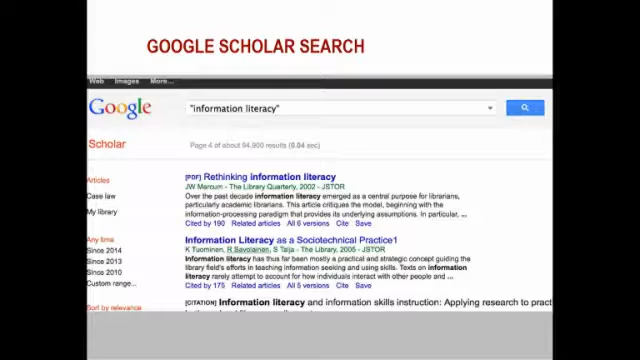 GOOGLE SCHOLAR SEARCH
Web Images More...
Google
"information literacy"
Scholar
Page 4 of about 94,900 results (0.04 sec)
Articles
Case law
My library
Any time
Since 2014
Since 2013
Since 2010
Custom range...
Sort by relevance
[PDF] Rethinking information literacy
JW Marcum - The Library Quarterly, 2002 - JSTOR
Over the past decade information literacy emerged as a central purpose for librarians,
particularly academic librarians. This article critiques the model, beginning with the
information-processing paradigm that provides its underlying assumptions. In particular, ...
Cited by 190 Related articles All 6 versions Cite Save
Information Literacy as a Sociotechnical Practice1
K Tuominen, R Savolainen, S Talja - The Library, 2005 - JSTOR
Information literacy has thus far been mostly a practical and strategic concept guiding the
library field's efforts in teaching information seeking and using skills. Texts on information
literacy rarely attempt to account for how individuals interact with other people and ...
Cited by 175 Related articles All 5 versions Cite Save
[CITATION] Information literacy and information skills instruction: Applying research to pract